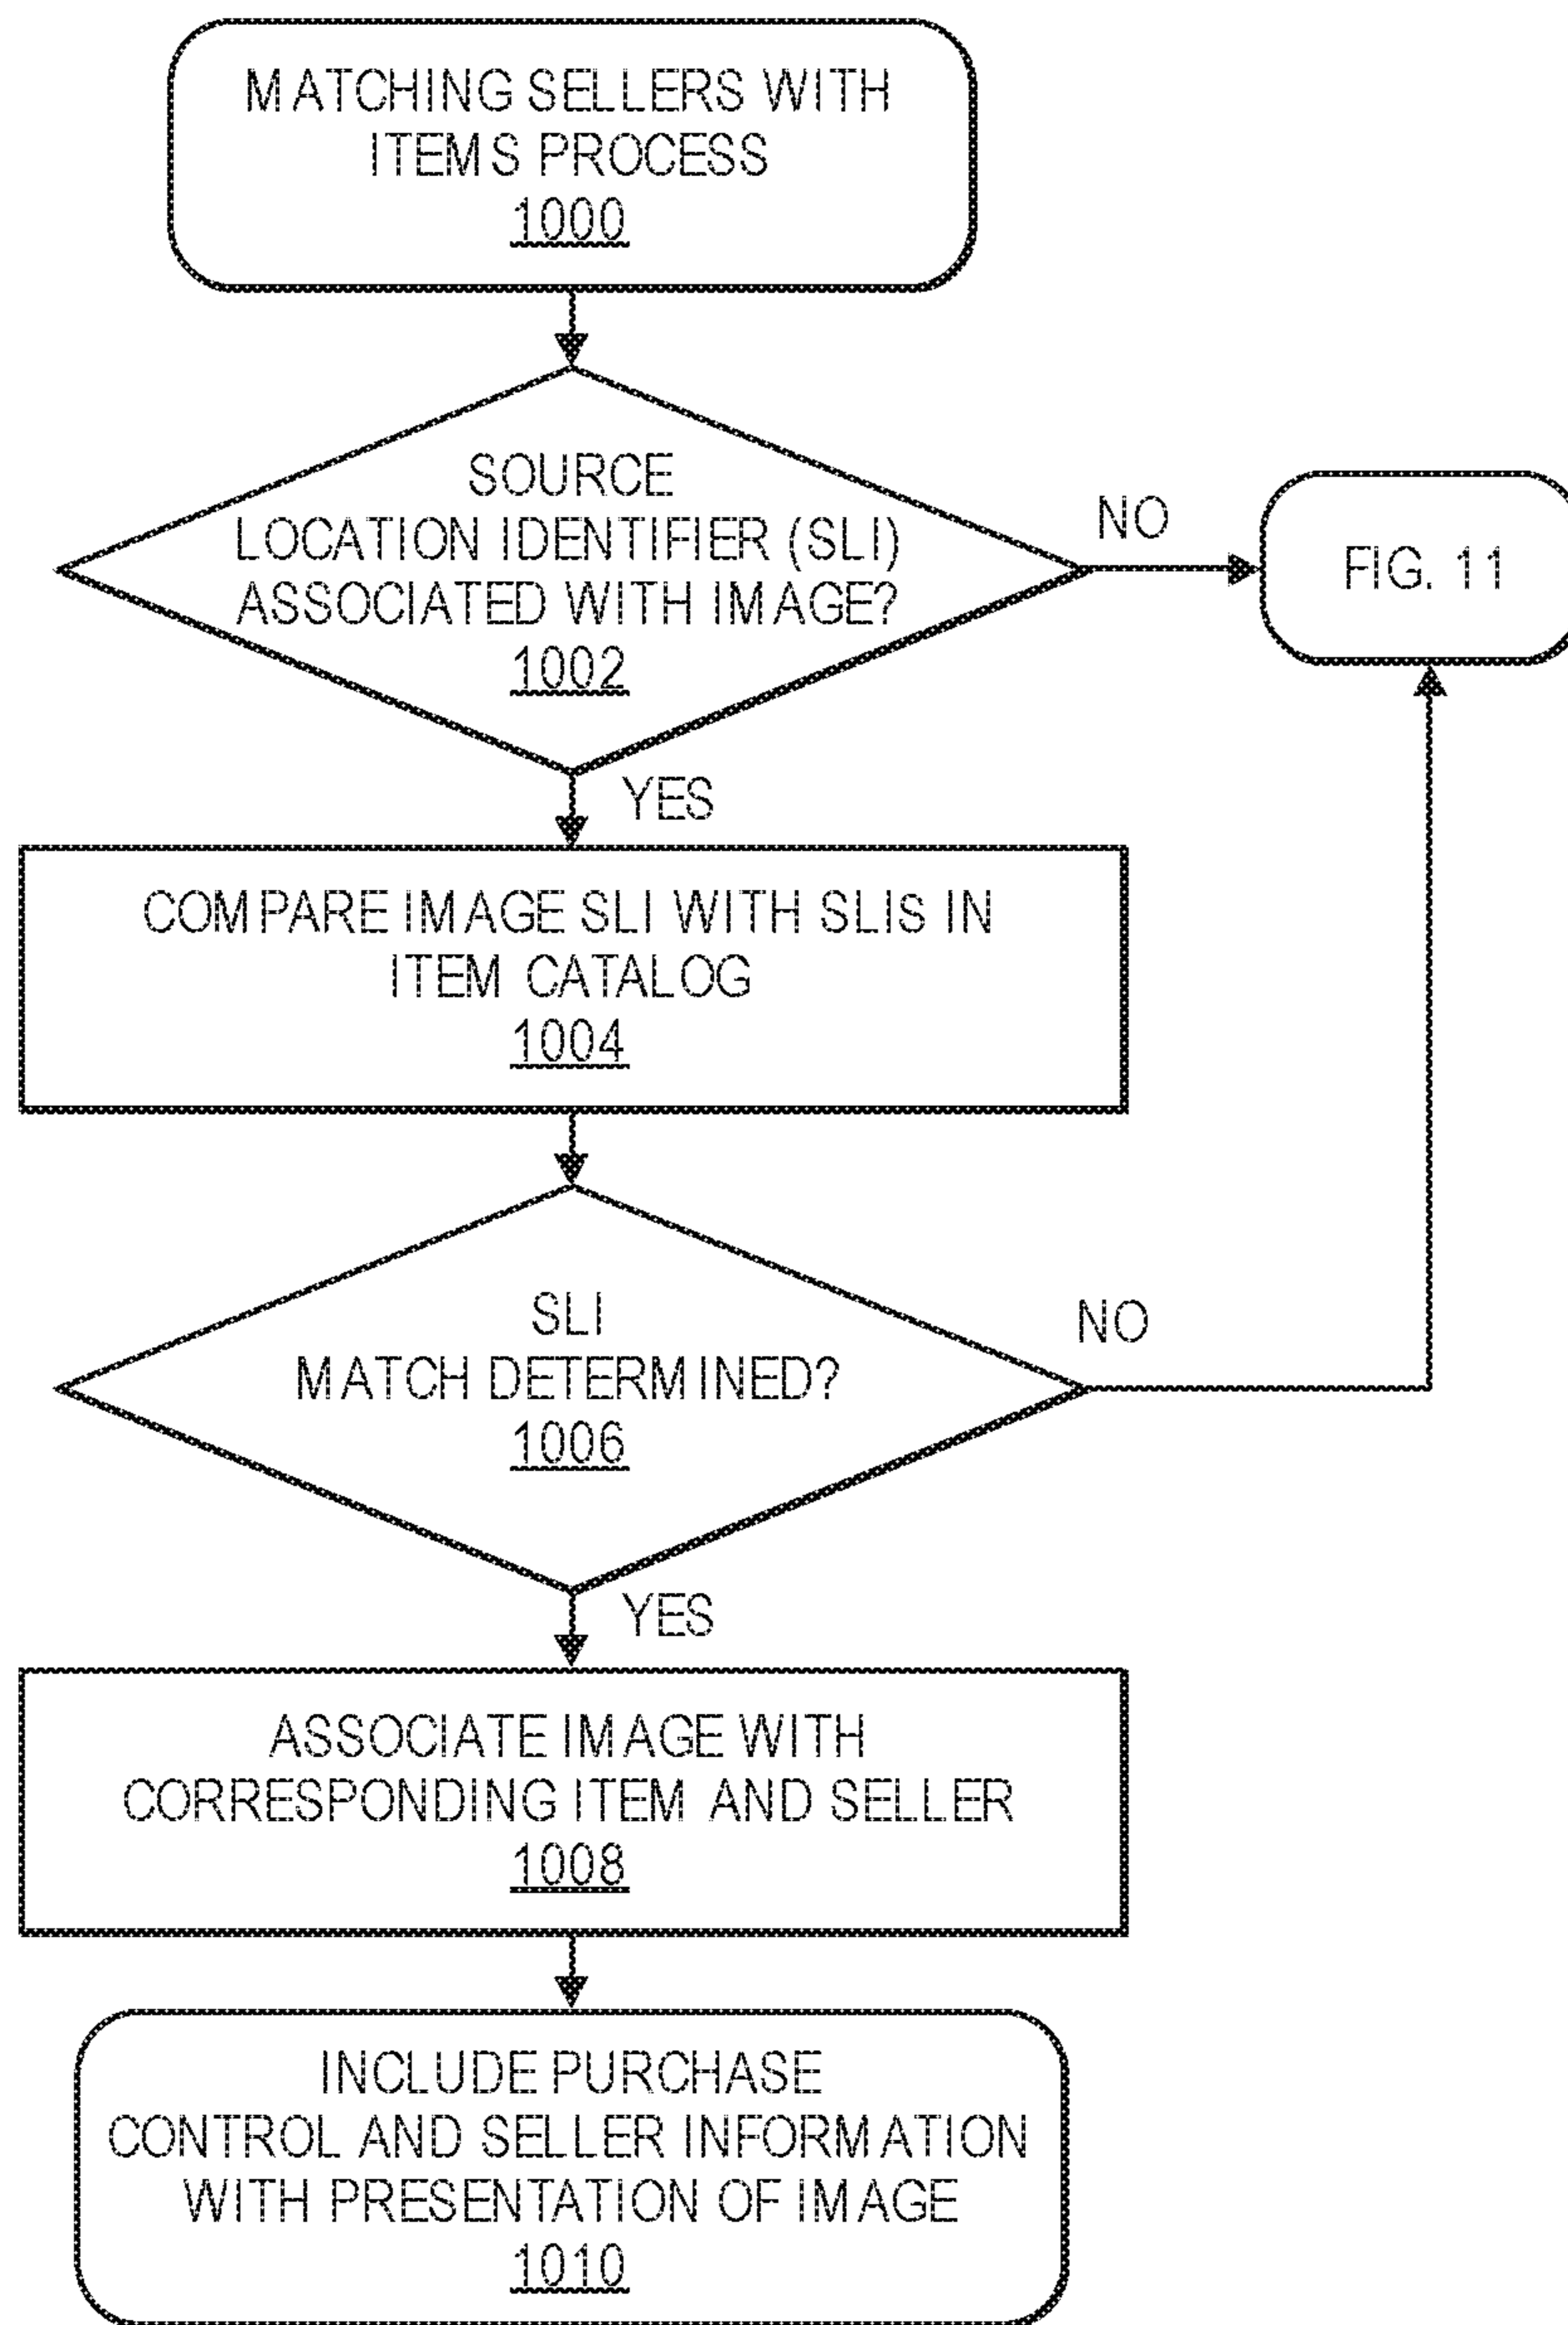 MATCHING SELLERS WITH
ITEMS PROCESS
1000
SOURCE
LOCATION IDENTIFIER (SLI)
ASSOCIATED WITH IMAGE?
1002
NO
FIG. 11
YES
COMPARE IMAGE SLI WITH SLIs IN
ITEM CATALOG
1004
SLI
MATCH DETERMINED?
1006
NO
YES
ASSOCIATE IMAGE WITH
CORRESPONDING ITEM AND SELLER
1008
INCLUDE PURCHASE
CONTROL AND SELLER INFORMATION
WITH PRESENTATION OF IMAGE
1010